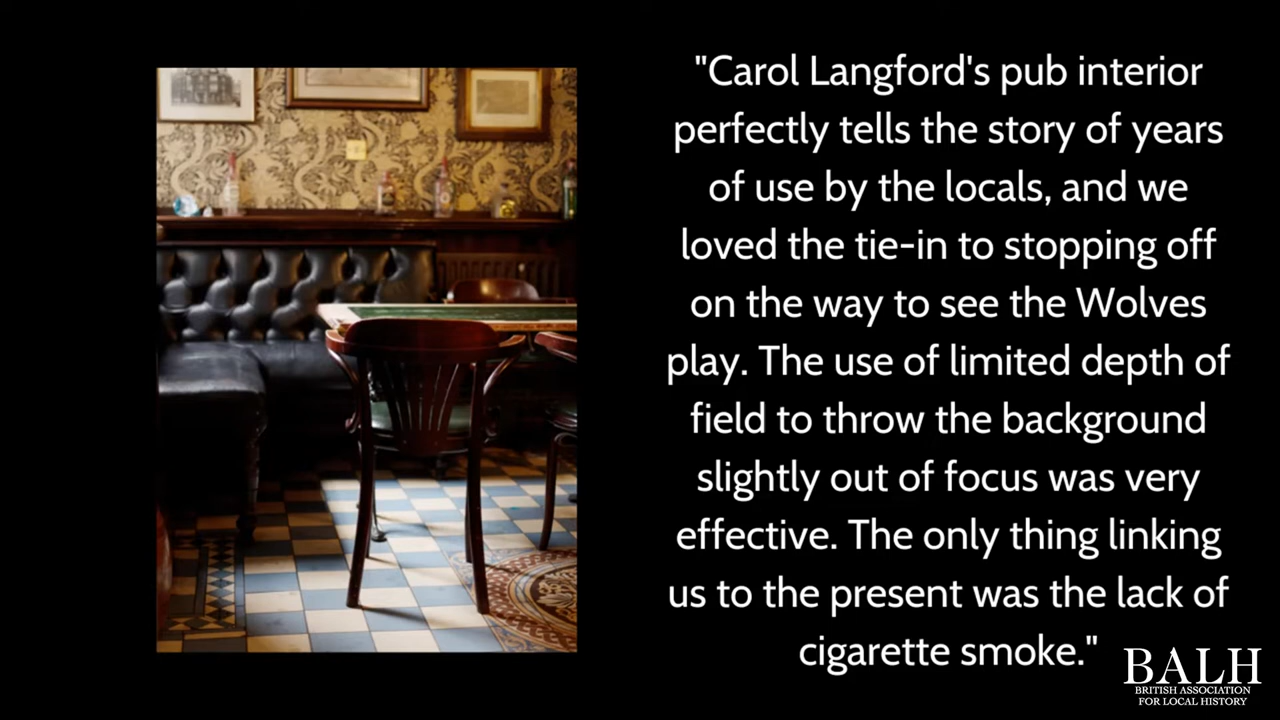 "Carol Langford's pub interior
perfectly tells the story of years
of use by the locals, and we
loved the tie-in to stopping off
on the way to see the Wolves
play. The use of limited depth of
field to throw the background
slightly out of focus was very
effective. The only thing linking
us to the present was the lack of
cigarette smoke."
BALH
BRITISH ASSOCIATION
FOR LOCAL HISTORY